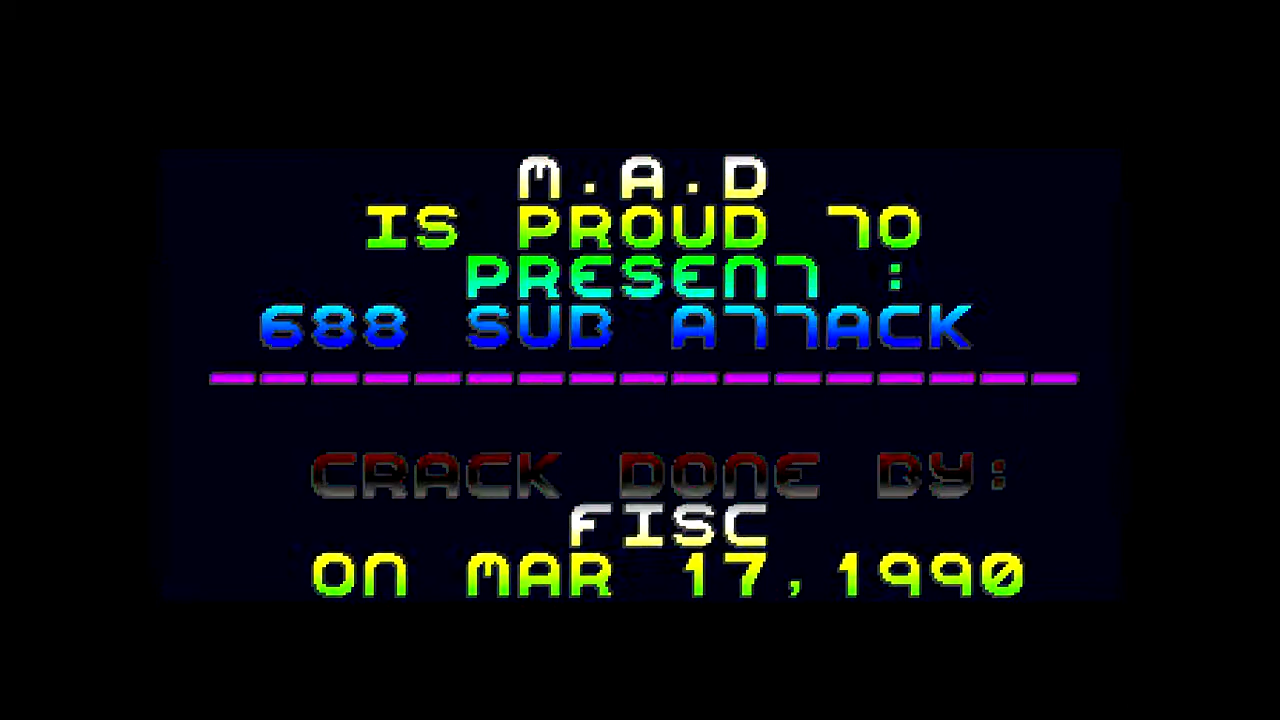 M.A.D
IS PROUD TO
PRESENT :
688 SUB ATTACK
-----------------
CRACK DONE BY:
FISC
ON MAR 17,1990